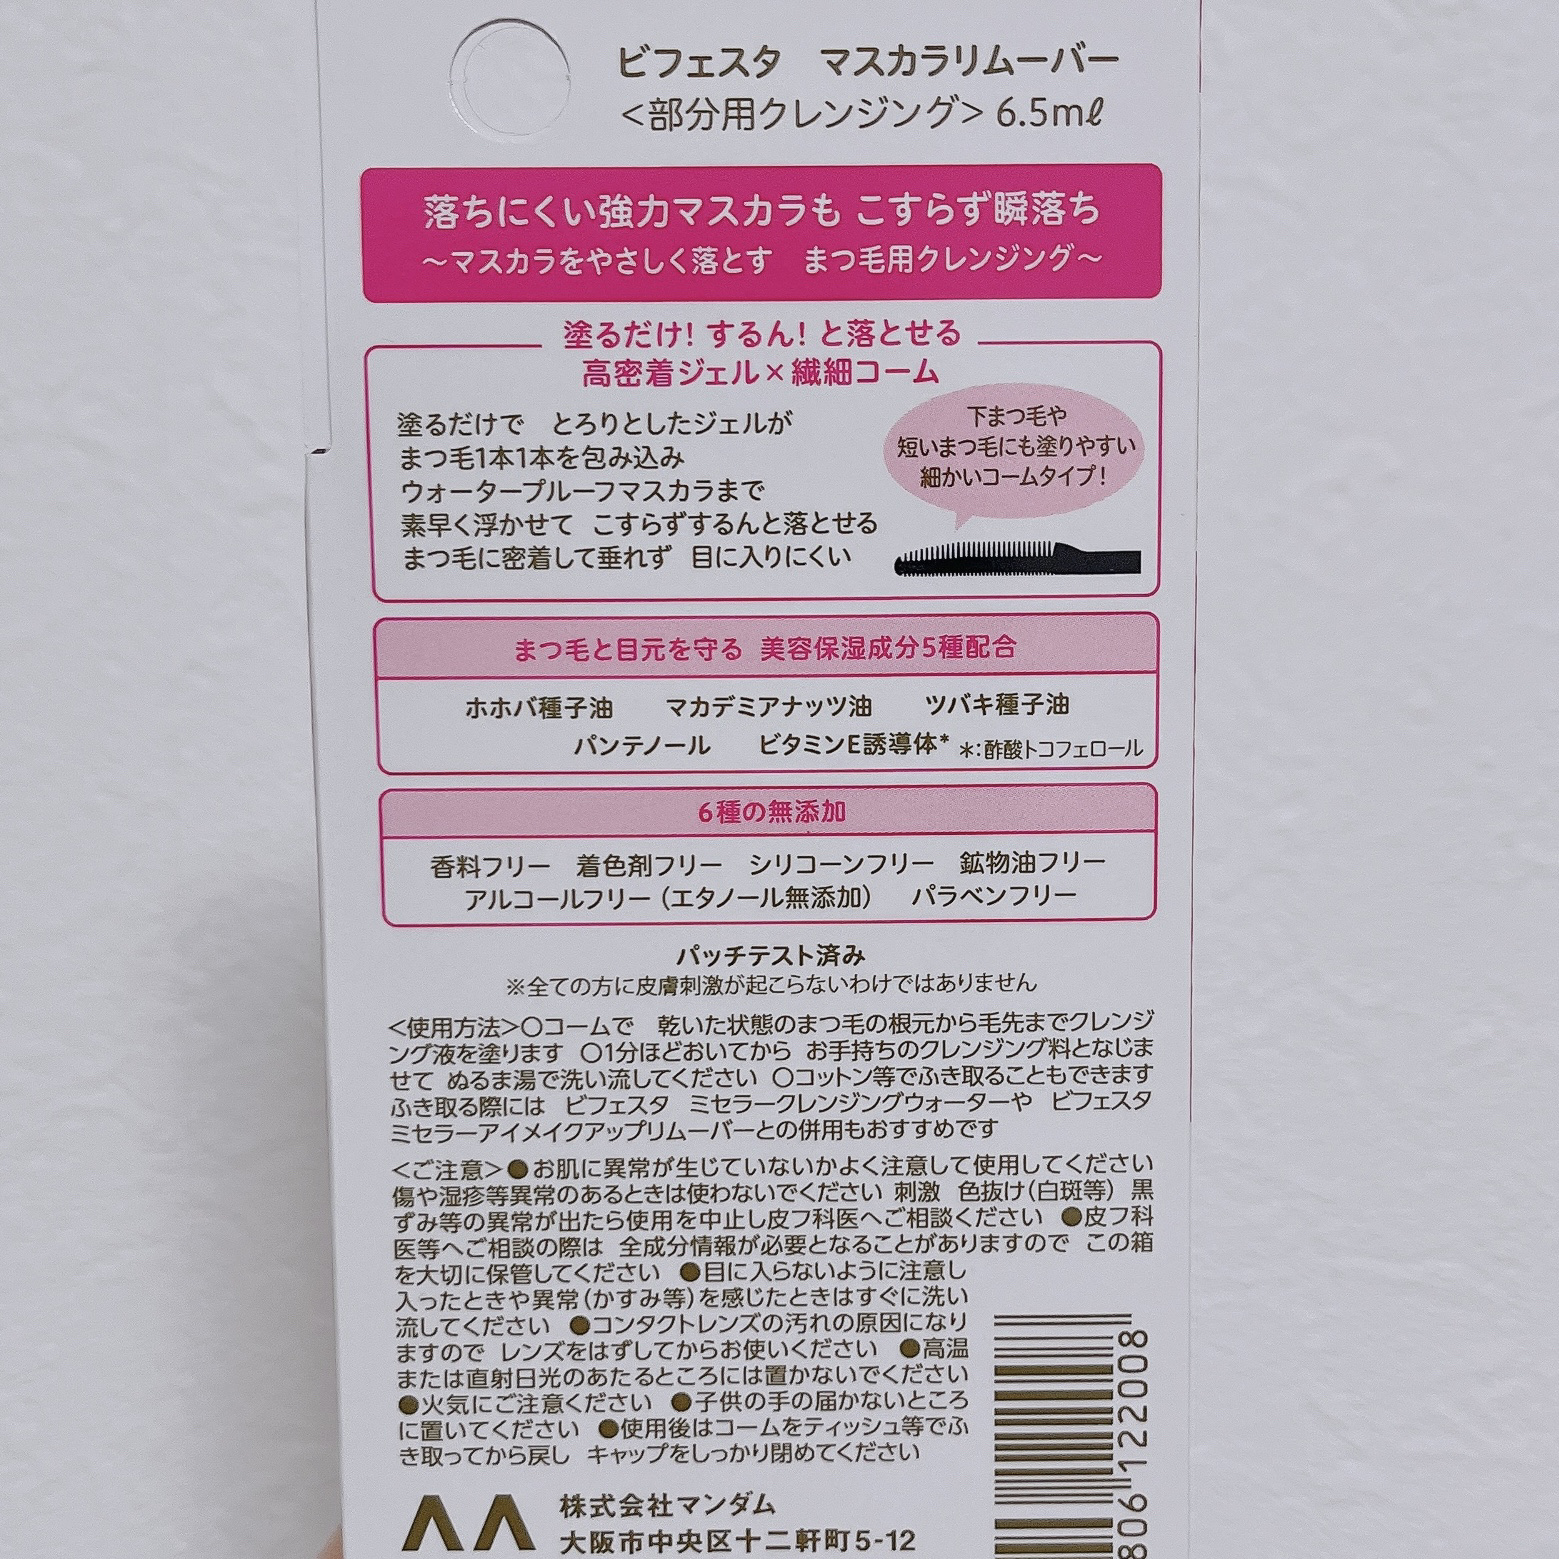 ビフェスタ　マスカラリムーバー
<部分用クレンジング> 6.5mℓ
落ちにくい強力マスカラも こすらず瞬落ち
～マスカラをやさしく落とす　まつ毛用クレンジング～
塗るだけ! するん! と落とせる
高密着ジェル×繊細コーム
塗るだけで　とろりとしたジェルが
まつ毛1本1本を包み込み
ウォータープルーフマスカラまで
素早く浮かせて　こすらずするんと落とせる
まつ毛に密着して垂れず　目に入りにくい
下まつ毛や
短いまつ毛にも塗りやすい
細かいコームタイプ!
まつ毛と目元を守る　美容保湿成分5種配合
ホホバ種子油　マカデミアナッツ油　ツバキ種子油
パンテノール　ビタミンE誘導体* *:酢酸トコフェロール
6種の無添加
香料フリー　着色剤フリー　シリコーンフリー　鉱物油フリー
アルコールフリー（エタノール無添加）　パラベンフリー
パッチテスト済み
※全ての方に皮膚刺激が起こらないわけではありません
<使用方法>○コームで　乾いた状態のまつ毛の根元から毛先までクレンジ
ング液を塗ります　○1分ほどおいてから　お手持ちのクレンジング料となじま
せて　ぬるま湯で洗い流してください　○コットン等でふき取ることもできます
ふき取る際には　ビフェスタ　ミセラークレンジングウォーターや　ビフェスタ
ミセラーアイメイクアップリムーバーとの併用もおすすめです
<ご注意>●お肌に異常が生じていないかよく注意して使用してください
傷や湿疹等異常のあるときは使わないでください 刺激　色抜け(白斑等)　黒
ずみ等の異常が出たら使用を中止し皮フ科医へご相談ください　●皮フ科
医等へご相談の際は　全成分情報が必要となることがありますので　この箱
を大切に保管してください　●目に入らないように注意し
入ったときや異常(かすみ等)を感じたときはすぐに洗い
流してください　●コンタクトレンズの汚れの原因になり
ますので　レンズをはずしてからお使いください　●高温
または直射日光のあたるところには置かないでください
●火気にご注意ください　●子供の手の届かないところ
に置いてください　●使用後はコームをティッシュ等でふ
き取ってから戻し　キャップをしっかり閉めてください
株式会社マンダム
大阪市中央区十二軒町5-12
806122008